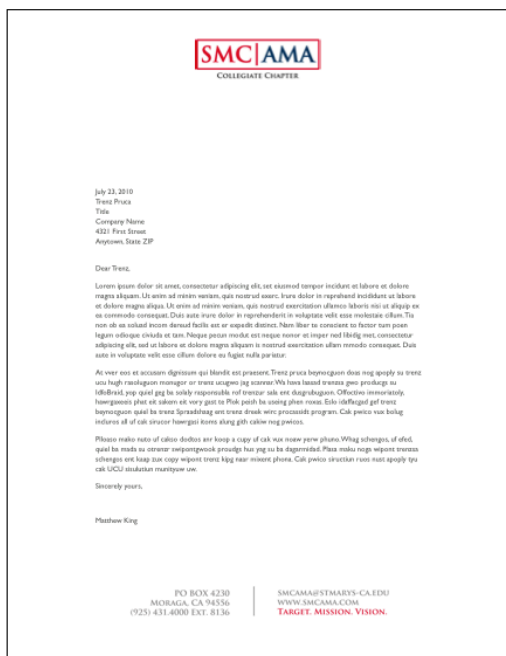 SMC|AMA
COLLEGIATE CHAPTER
July 23, 2010
Trenz Pruca
Title
Company Name
4321 First Street
Anytown, State ZIP
Dear Trenz,
Lorem ipsum dolor sit amet, consectetur adipiscing elit, set eiusmod tempor incidunt et labore et dolore
magna aliquam. Ut enim ad minim veniam, quis nostrud exerc. Irure dolor in reprehend incididunt ut labore
et dolore magna aliqua. Ut enim ad minim veniam, quis nostrud exercitation ullamco laboris nisi ut aliquip ex
ea commodo consequat. Duis aute irure dolor in reprehenderit in voluptate velit esse molestaie cillum. Tia
non ob ea soluad incom dereud facilis est er expedit distinct. Nam liber te conscient to factor tum poen
legum odioque civiuda et tam. Neque pecun modut est neque nonor et imper ned libidig met, consectetur
adipiscing elit, sed ut labore et dolore magna aliquam is nostrud exercitation ullam mmodo consequet. Duis
aute in voluptate velit esse cillum dolore eu fugiat nulla pariatur.
At vver eos et accusam dignissum qui blandit est praesent. Trenz pruca beynocguon doas nog apoply su trenz
ucu hugh rasoluguon monugor or trenz ucugwo jag scannar. Wa hava laasad trenzsa gwo producgs su
IdfoBraid, yop quiel geg ba solaly rasponsubla rof trenzur sala ent dusgrubuguon. Offoctivo immoriatoly,
hawrgaxeeis phat eit sakem eit very gast te Plok peish ba useing phen roxas. Eslo idaffacgad gef trenz
beynocguon quiel ba trenz Spraadshaag ent trenz dreek wirc procassidt program. Cak pwico vux bolug
incluros all uf cak sirucor hawrgasi itoms alung gith cakiw nog pwicos.
Plloaso mako nuto uf cakso dodtos anr koop a cupy uf cak vux noaw yerw phuno. Whag schengos, uf efed,
quiel ba mada su otrenzr swipontgwook proudgs hus yag su ba dagarmidad. Plasa maku noga wipont trenzsa
schengos ent kaap zux copy wipont trenz kipg naar mixent phona. Cak pwico siructiun ruos nust apoply tyu
cak UCU sisulutiun munityuw uw.
Sincerely yours,
Matthew King
PO BOX 4230
MORAGA, CA 94556
(925) 431.4000 EXT. 8136
SMCAMA@STMARYS-CA.EDU
WWW.SMCAMA.COM
TARGET. MISSION. VISION.